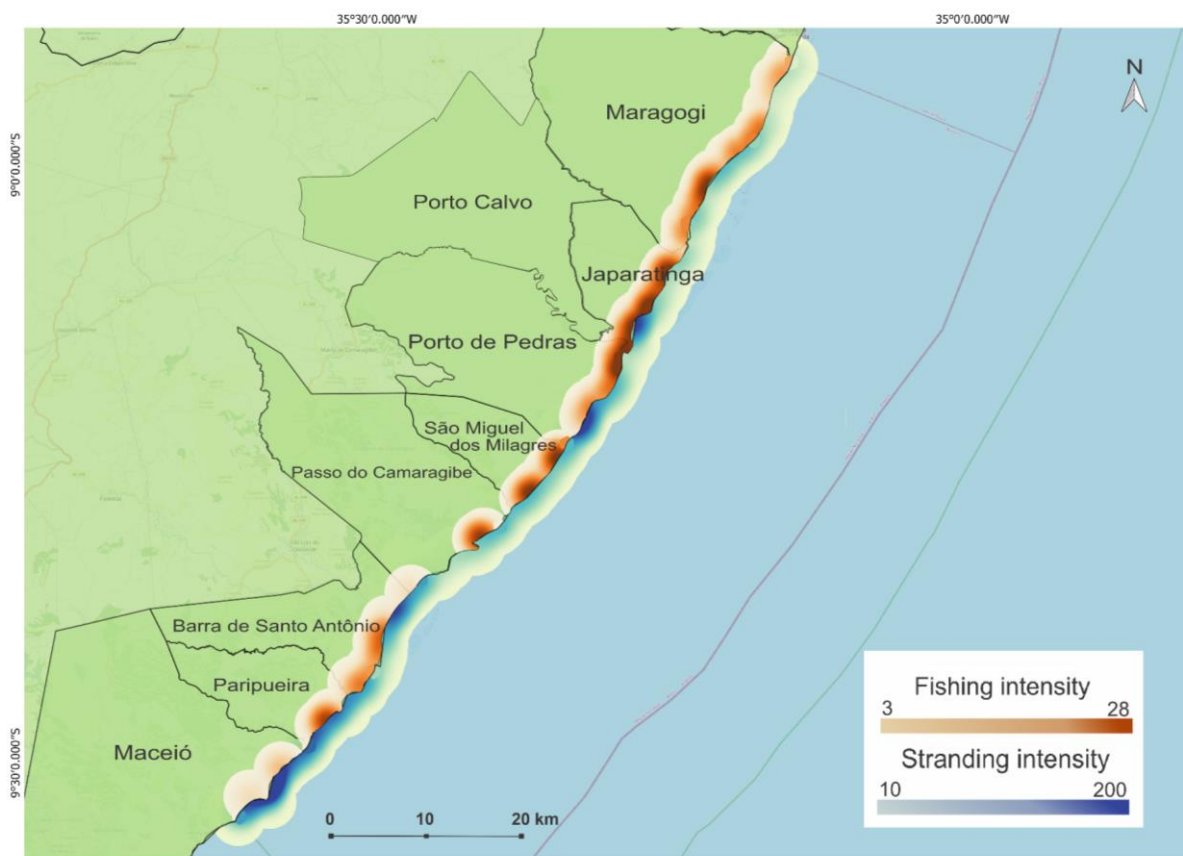 35°30'0.000"W
35°0'0.000"W
N
Maragogi
9°0'0.000"S
Porto Calvo
Japaratinga
Porto de Pedras
São Miguel
dos Milagres
Passo do Camaragibe
Barra de Santo Antônio
Paripueira
Fishing intensity
3
28
Maceió
Stranding intensity
10
200
9°30'0.000"S
0
10
20 km